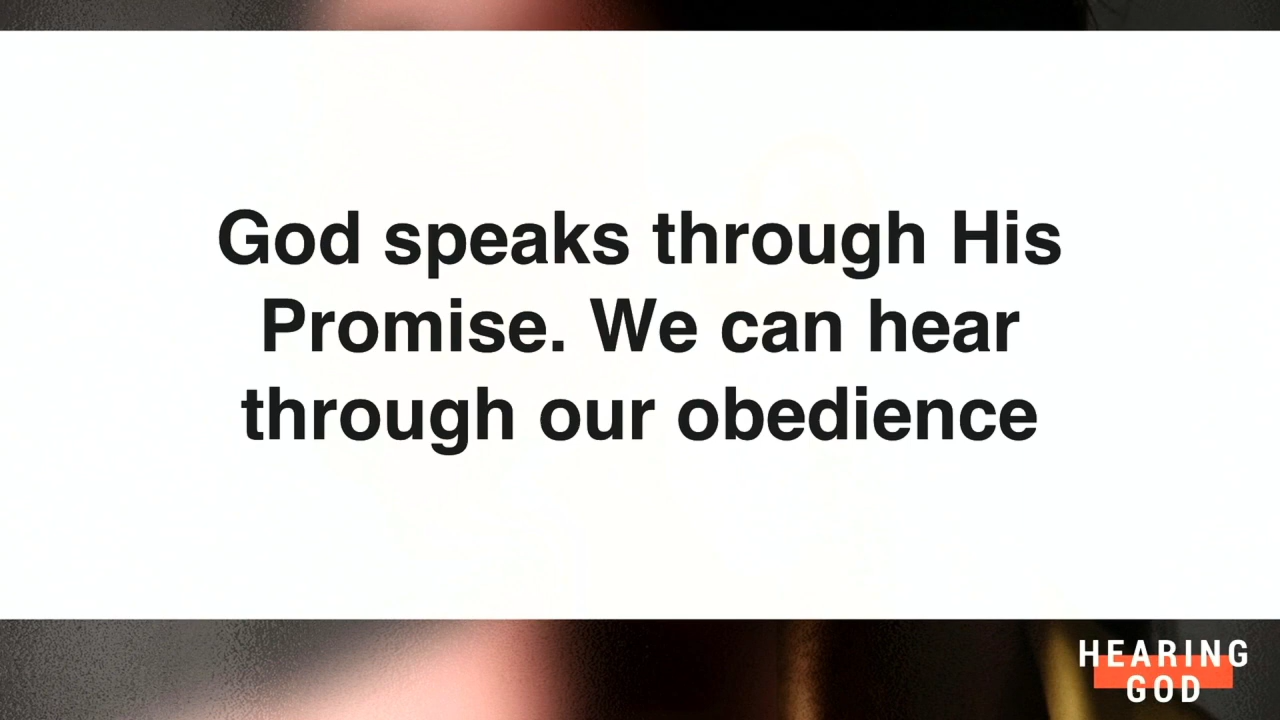 God speaks through His
Promise. We can hear
through our obedience
HEARING
GOD